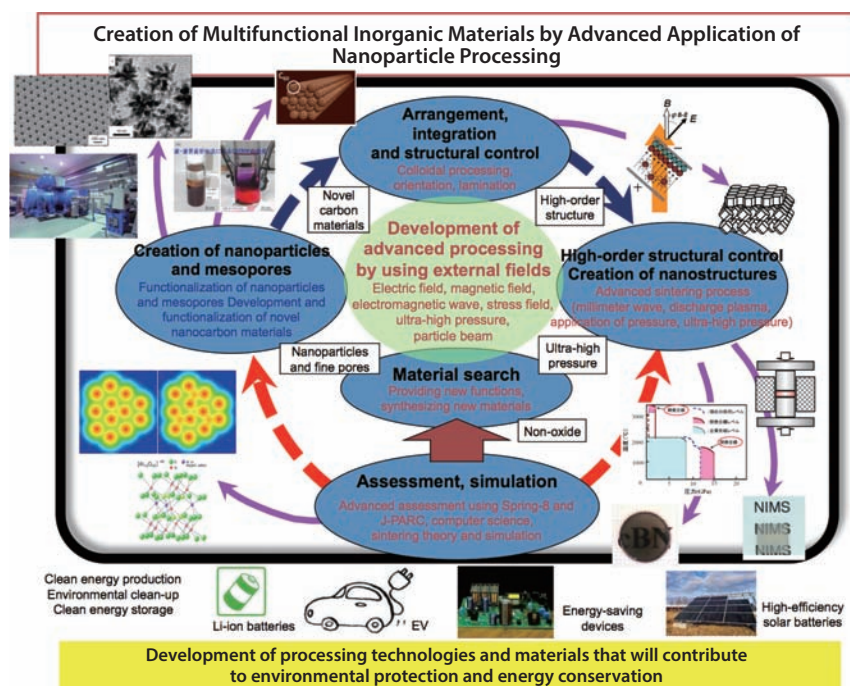 Creation of Multifunctional Inorganic Materials by Advanced Application of
Nanoparticle Processing
Arrangement,
integration
and structural control
Colloidal processing,
orientation, lamination
B
E
+
Novel
carbon
materials
High-order
structure
Creation of nanoparticles
and mesopores
Functionalization of nanoparticles
and mesopores Development and
functionalization of novel
nanocarbon materials
Development of
advanced processing
by using external fields
Electric field, magnetic field,
electromagnetic wave, stress field,
ultra-high pressure,
particle beam
High-order structural control
Creation of nanostructures
Advanced sintering process
(millimeter wave, discharge plasma,
application of pressure, ultra-high pressure)
Nanoparticles
and fine pores
Ultra-high
pressure
Material search
Providing new functions,
synthesizing new materials
Non-oxide
Assessment, simulation
Advanced assessment using Spring-8 and
J-PARC, computer science,
sintering theory and simulation
cBN
NIMS
NIMS
NIMS
Clean energy production
Environmental clean-up
Clean energy storage
Li-ion batteries
EV
Energy-saving
devices
High-efficiency
solar batteries
Development of processing technologies and materials that will contribute
to environmental protection and energy conservation